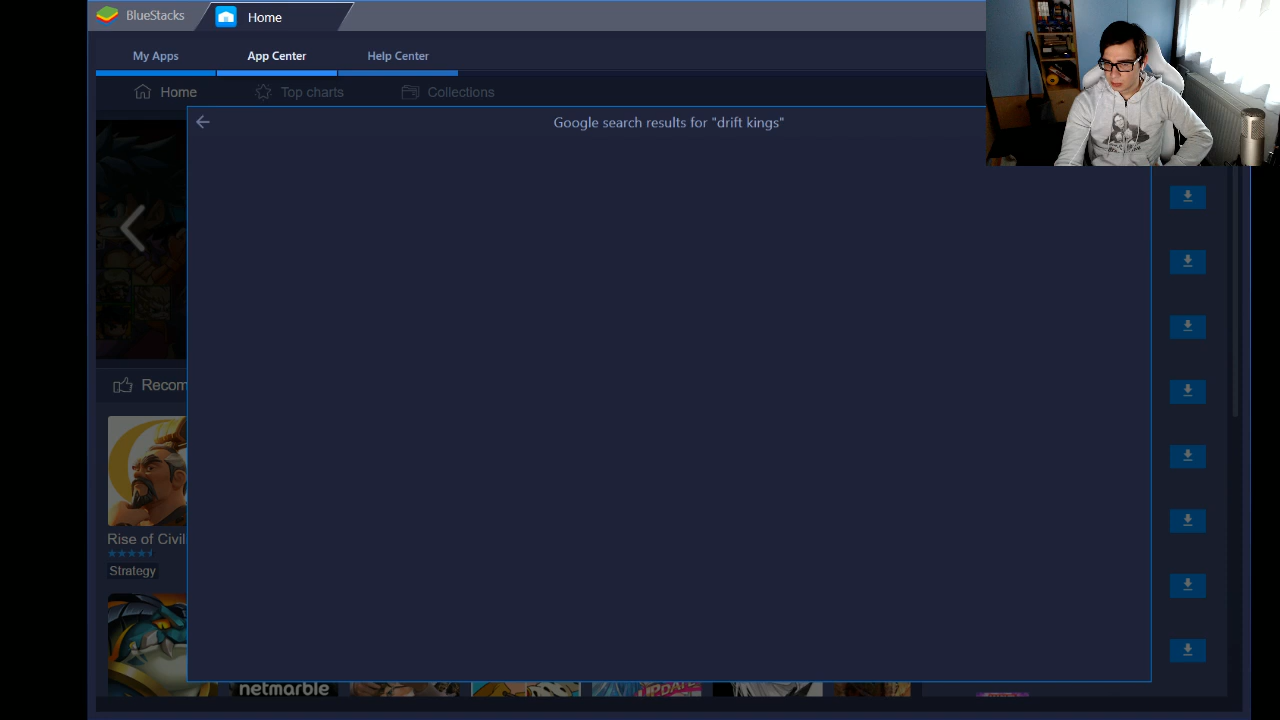 BlueStacks
Home
My Apps
App Center
Help Center
Home
Top charts
Collections
Google search results for "drift kings"
Recom
Rise of Civil
Strategy
netmarble
UPDATE